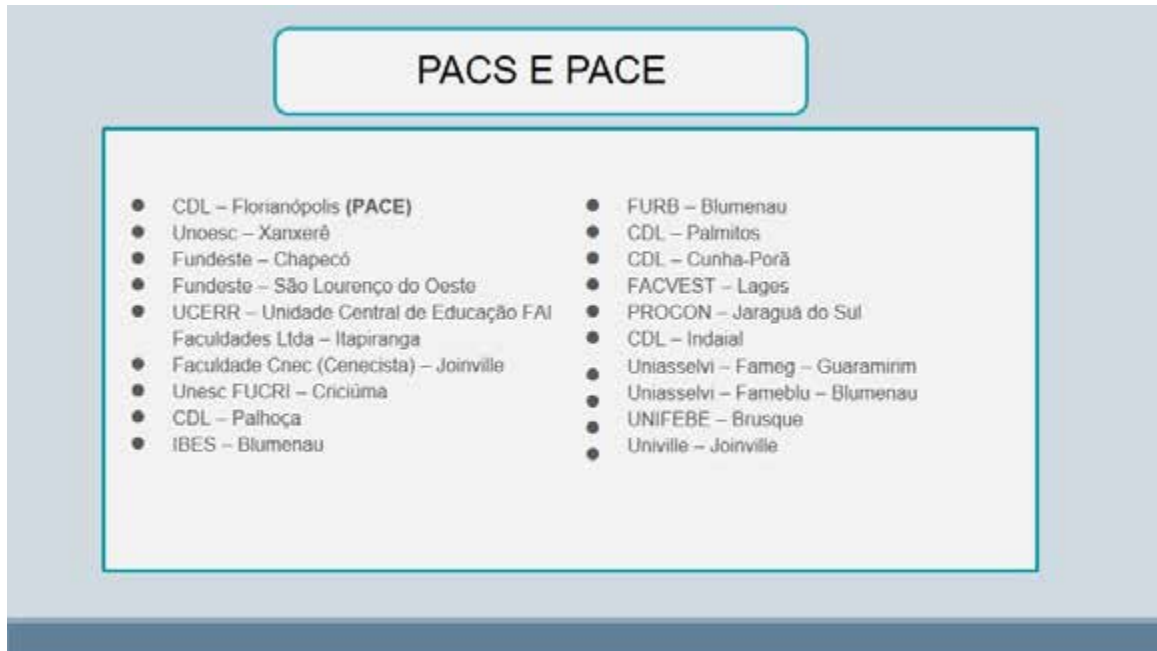 PACS E PACE
● CDL – Florianópolis (PACE)
● Unoesc – Xanxerê
● Fundeste – Chapecó
● Fundeste – São Lourenço do Oeste
● UCERR – Unidade Central de Educação FAI
Faculdades Ltda – Itapiranga
● Faculdade Cnec (Cenecista) – Joinville
● Unesc FUCRI – Criciúma
● CDL – Palhoça
● IBES – Blumenau
● FURB – Blumenau
● CDL – Palmitos
● CDL – Cunha-Porã
● FACVEST – Lages
● PROCON – Jaraguá do Sul
● CDL – Indaial
● Uniasselvi – Fameg – Guaramirim
● Uniasselvi – Fameblu – Blumenau
● UNIFEBE – Brusque
● Univille – Joinville